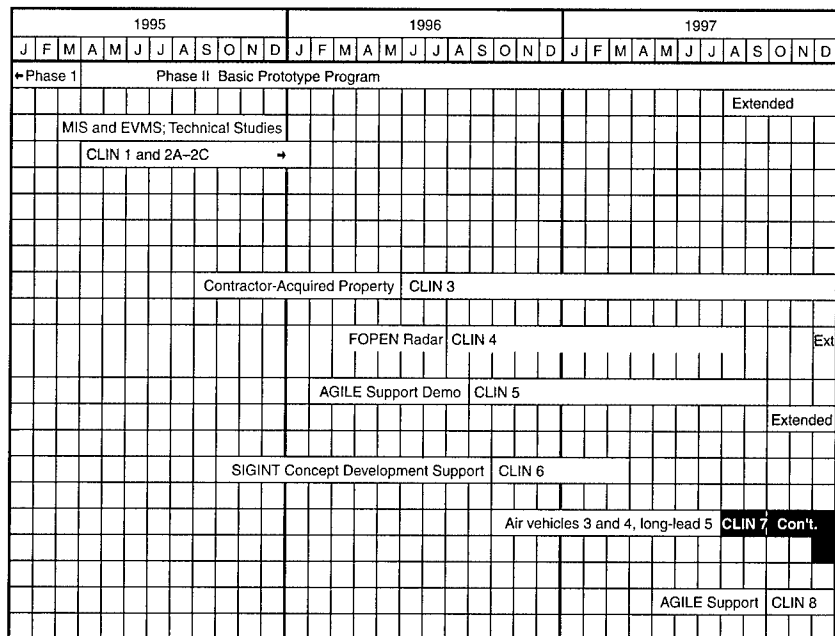 1995 1996 1997
J F M A M J J A S O N D J F M A M J J A S O N D J F M A M J J A S O N D
←Phase 1 Phase II Basic Prototype Program
Extended
MIS and EVMS; Technical Studies
CLIN 1 and 2A–2C →
Contractor-Acquired Property CLIN 3
FOPEN Radar CLIN 4 Ext
AGILE Support Demo CLIN 5
Extended
SIGINT Concept Development Support CLIN 6
Air vehicles 3 and 4, long-lead 5 CLIN 7 Con't.
AGILE Support CLIN 8